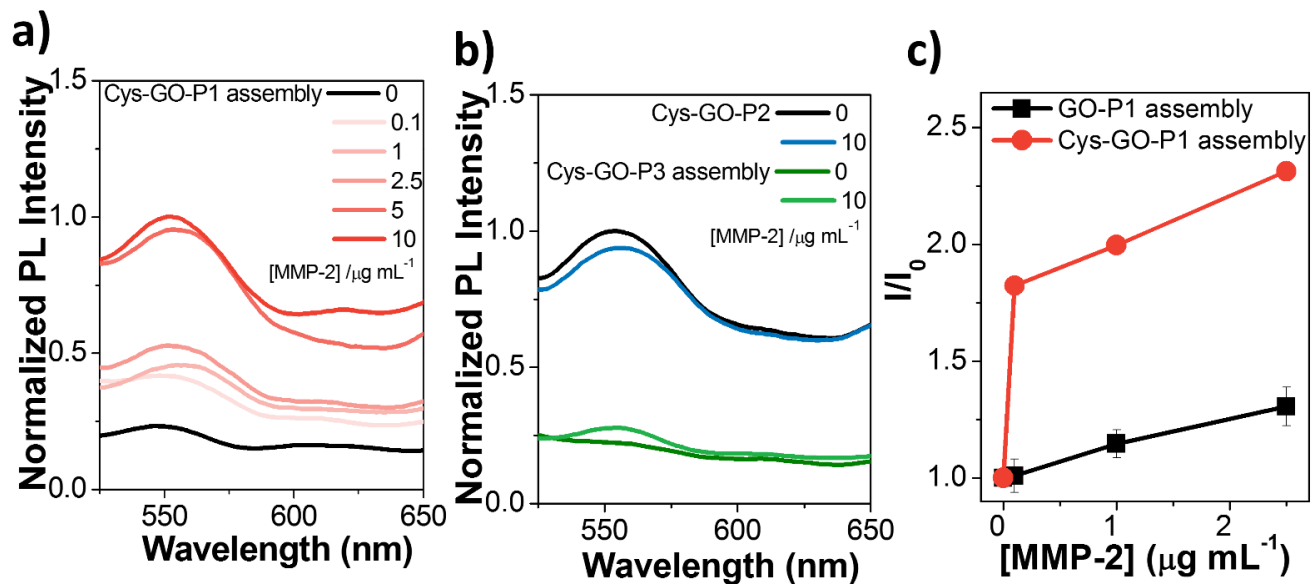 a)
Normalized PL Intensity
1.5
1.0
0.5
0.0
Cys-GO-P1 assembly 0
0.1
1
2.5
5
10
[MMP-2] /μg mL⁻¹
550 600 650
Wavelength (nm)
b)
Normalized PL Intensity
1.5
1.0
0.5
0.0
Cys-GO-P2 0
10
Cys-GO-P3 assembly 0
10
[MMP-2] /μg mL⁻¹
550 600 650
Wavelength (nm)
c)
I/I₀
2.5
2.0
1.5
1.0
GO-P1 assembly
Cys-GO-P1 assembly
0 1 2
[MMP-2] (μg mL⁻¹)